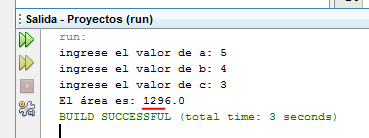 Salida - Proyectos (run)
run:
ingrese el valor de a: 5
ingrese el valor de b: 4
ingrese el valor de c: 3
El área es: 1296.0
BUILD SUCCESSFUL (total time: 3 seconds)